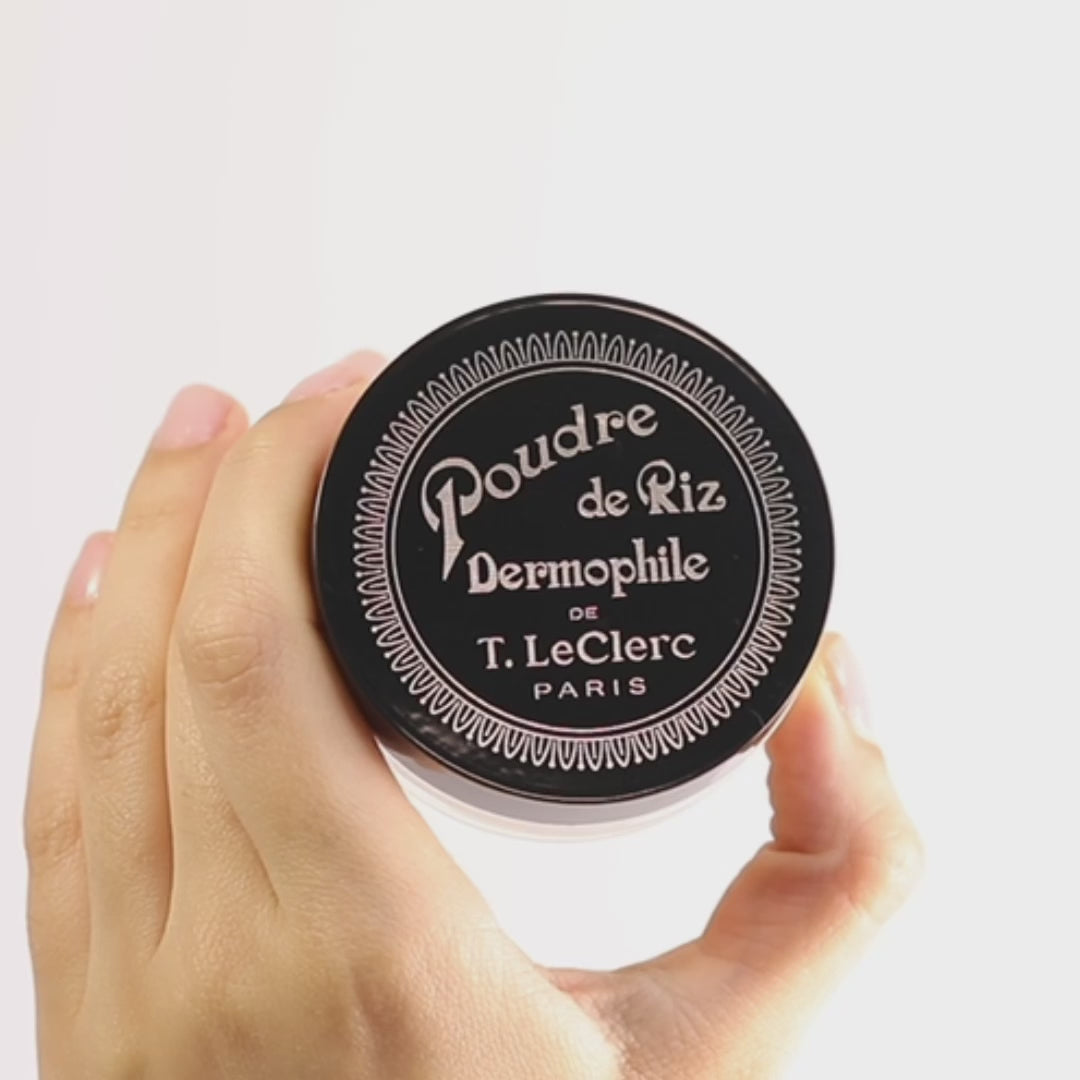 Poudre
de Riz
Dermophile
DE
T. LeClerc
PARIS